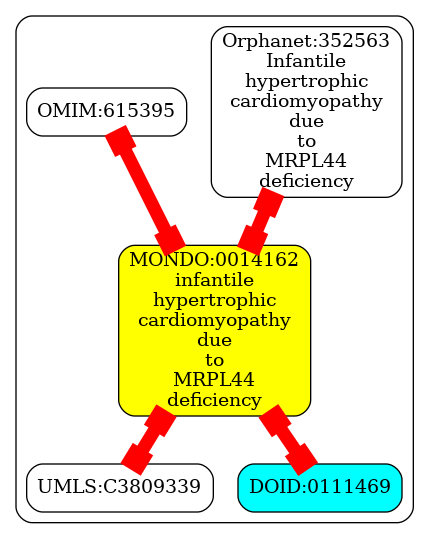 Orphanet:352563
Infantile
hypertrophic
cardiomyopathy
due
to
MRPL44
deficiency
OMIM:615395
MONDO:0014162
infantile
hypertrophic
cardiomyopathy
due
to
MRPL44
deficiency
UMLS:C3809339
DOID:0111469